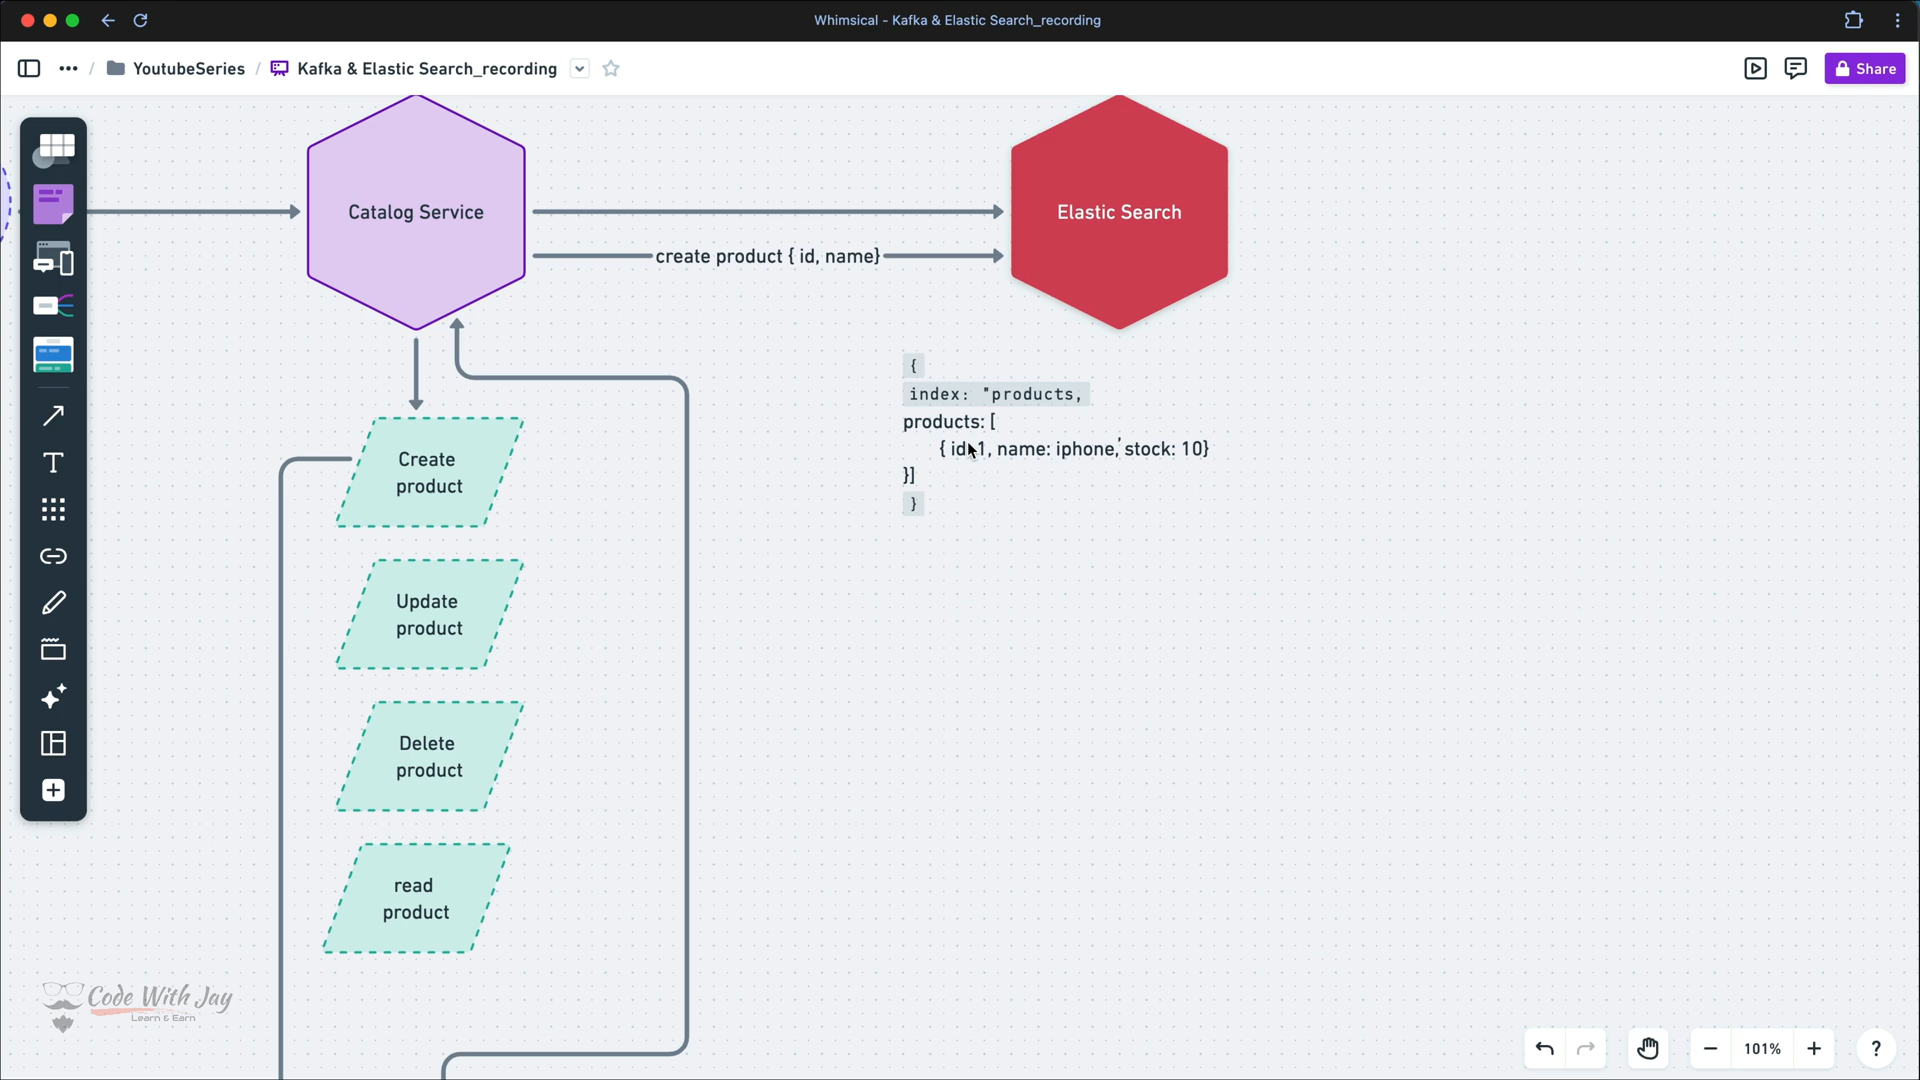 Whimsical - Kafka & Elastic Search_recording
••• / YoutubeSeries / Kafka & Elastic Search_recording
Share
Catalog Service
Elastic Search
create product { id, name}
{
index: "products,
products: [
{ id:1, name: iphone,' stock: 10}
}]
}
Create
product
Update
product
Delete
product
read
product
Code With Jay
Learn & Earn
101%
?